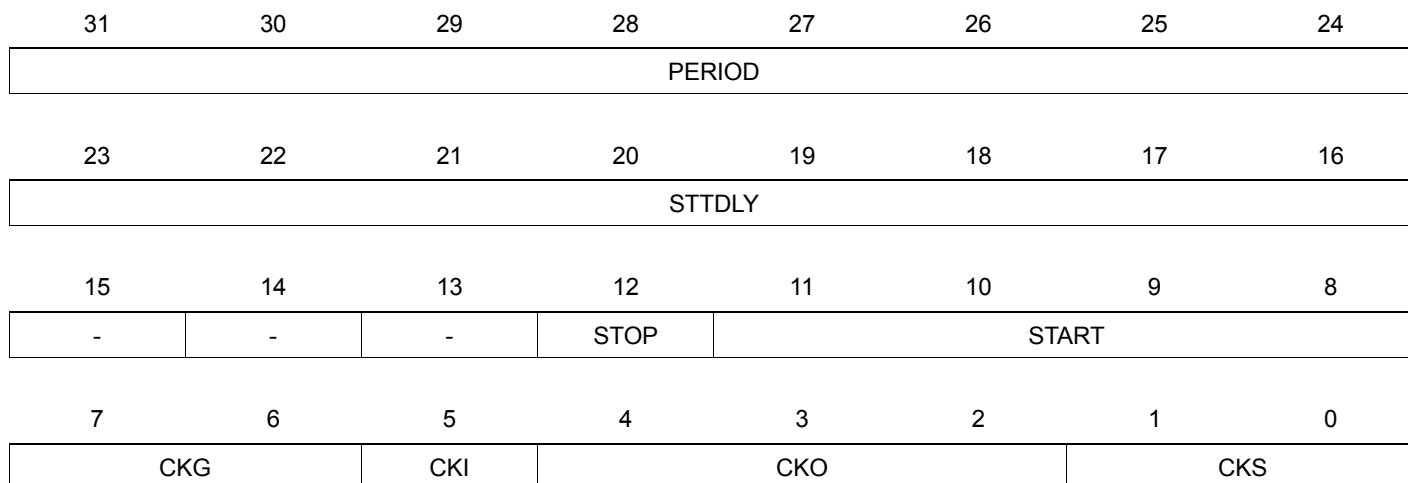 31 30 29 28 27 26 25 24
PERIOD
23 22 21 20 19 18 17 16
STTDLY
15 14 13 12 11 10 9 8
- - - STOP START
7 6 5 4 3 2 1 0
CKG CKI CKO CKS